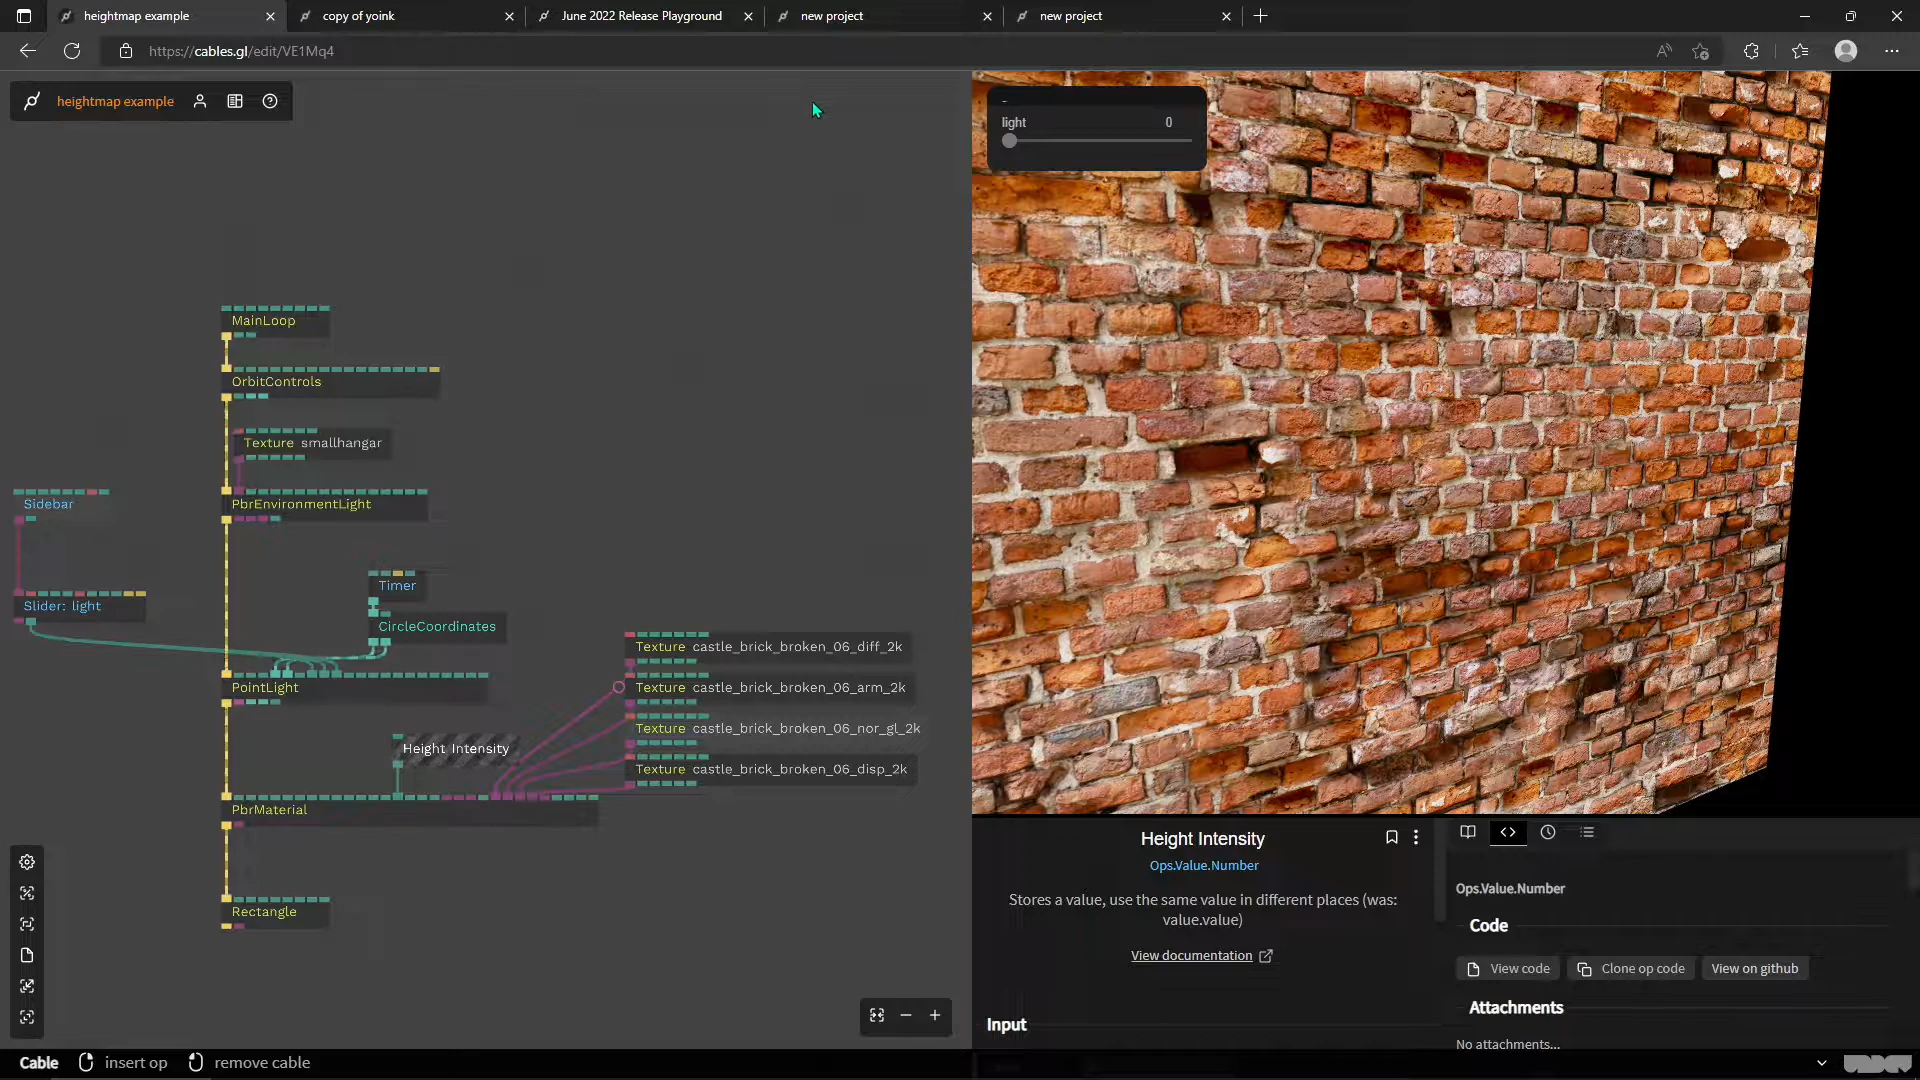 heightmap example
copy of yoink
June 2022 Release Playground
new project
new project
https://cables.gl/edit/VE1Mq4
heightmap example
-
light 0
MainLoop
OrbitControls
Texture smallhangar
Sidebar
PbrEnvironmentLight
Timer
Slider: light
CircleCoordinates
Texture castle_brick_broken_06_diff_2k
PointLight
Texture castle_brick_broken_06_arm_2k
Texture castle_brick_broken_06_nor_gl_2k
Height Intensity
Texture castle_brick_broken_06_disp_2k
PbrMaterial
Rectangle
Height Intensity
Ops.Value.Number
Stores a value, use the same value in different places (was:
value.value)
View documentation
Input
Ops.Value.Number
Code
View code
Clone op code
View on github
Attachments
No attachments...
Cable insert op remove cable